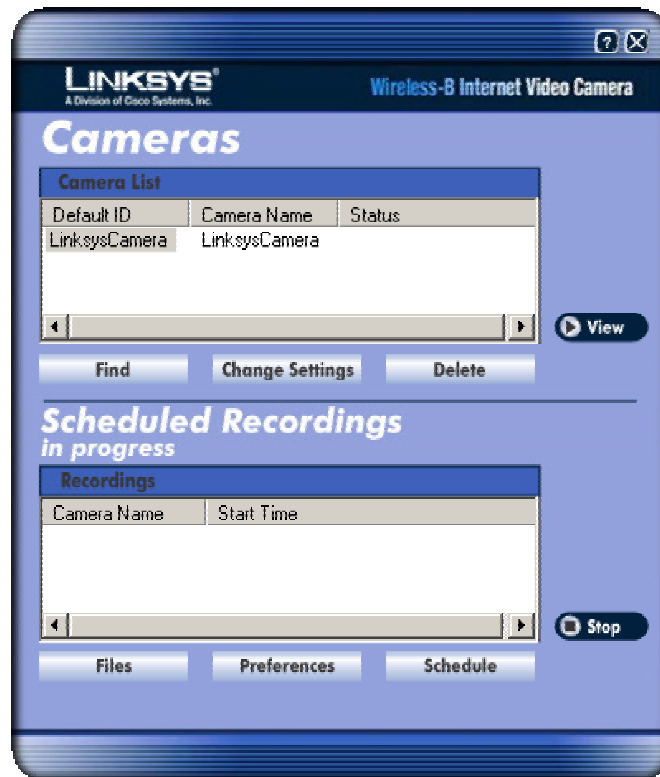 ?
LINKSYS®
A Division of Cisco Systems, Inc.
Wireless-B Internet Video Camera
Cameras
Camera List
Default ID Camera Name Status
LinksysCamera LinksysCamera
View
Find Change Settings Delete
Scheduled Recordings
in progress
Recordings
Camera Name Start Time
Stop
Files Preferences Schedule